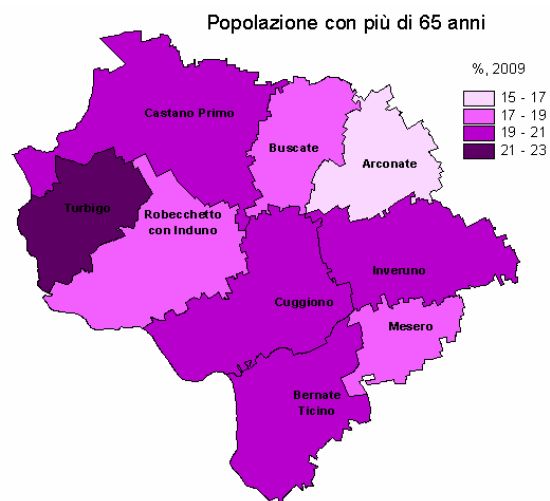 Popolazione con più di 65 anni
%, 2009
15 - 17
17 - 19
19 - 21
21 - 23
Castano Primo
Buscate
Arconate
Turbigo
Robecchetto
con Induno
Inveruno
Cuggiono
Mesero
Bernate
Ticino